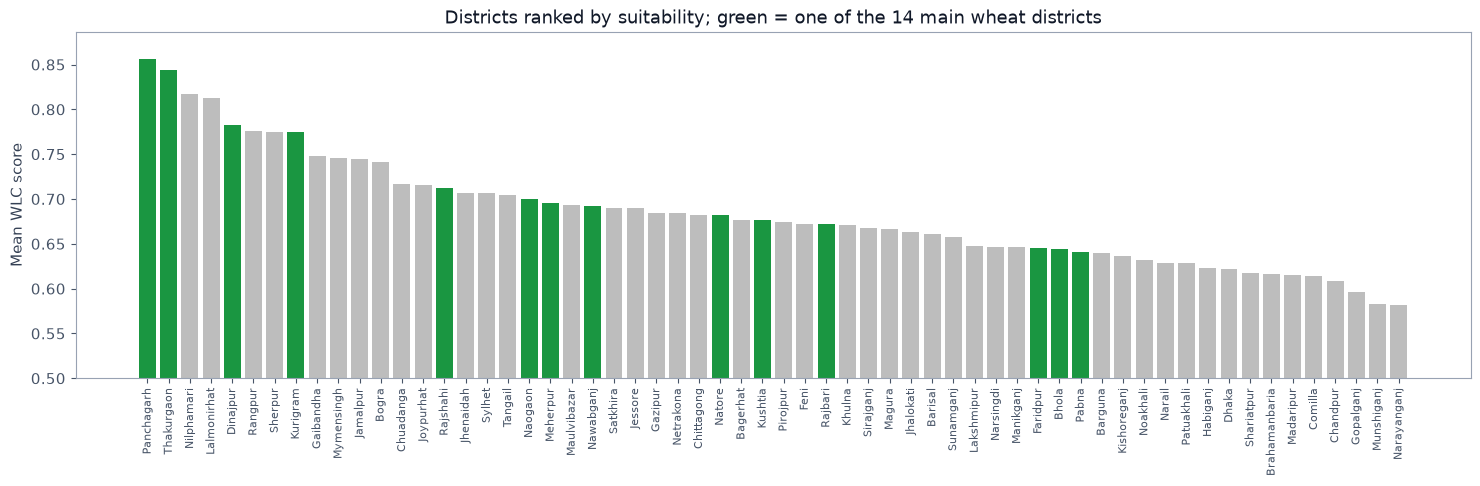 Districts ranked by suitability; green = one of the 14 main wheat districts
Mean WLC score
0.85
0.80
0.75
0.70
0.65
0.60
0.55
0.50
Panchagarh
Thakurgaon
Nilphamari
Lalmonirhat
Dinajpur
Rangpur
Sherpur
Kurigram
Gaibandha
Mymensingh
Jamalpur
Bogra
Chuadanga
Joypurhat
Rajshahi
Jhenaidah
Sylhet
Tangail
Naogaon
Meherpur
Maulvibazar
Nawabganj
Satkhira
Jessore
Gazipur
Netrakona
Chittagong
Natore
Bagerhat
Kushtia
Pirojpur
Feni
Rajbari
Khulna
Sirajganj
Magura
Jhalokati
Barisal
Sunamganj
Lakshmipur
Narsingdi
Manikganj
Faridpur
Bhola
Pabna
Barguna
Kishoreganj
Noakhali
Narail
Patuakhali
Habiganj
Dhaka
Shariatpur
Brahamanbaria
Madaripur
Comilla
Chandpur
Gopalganj
Munshiganj
Narayanganj